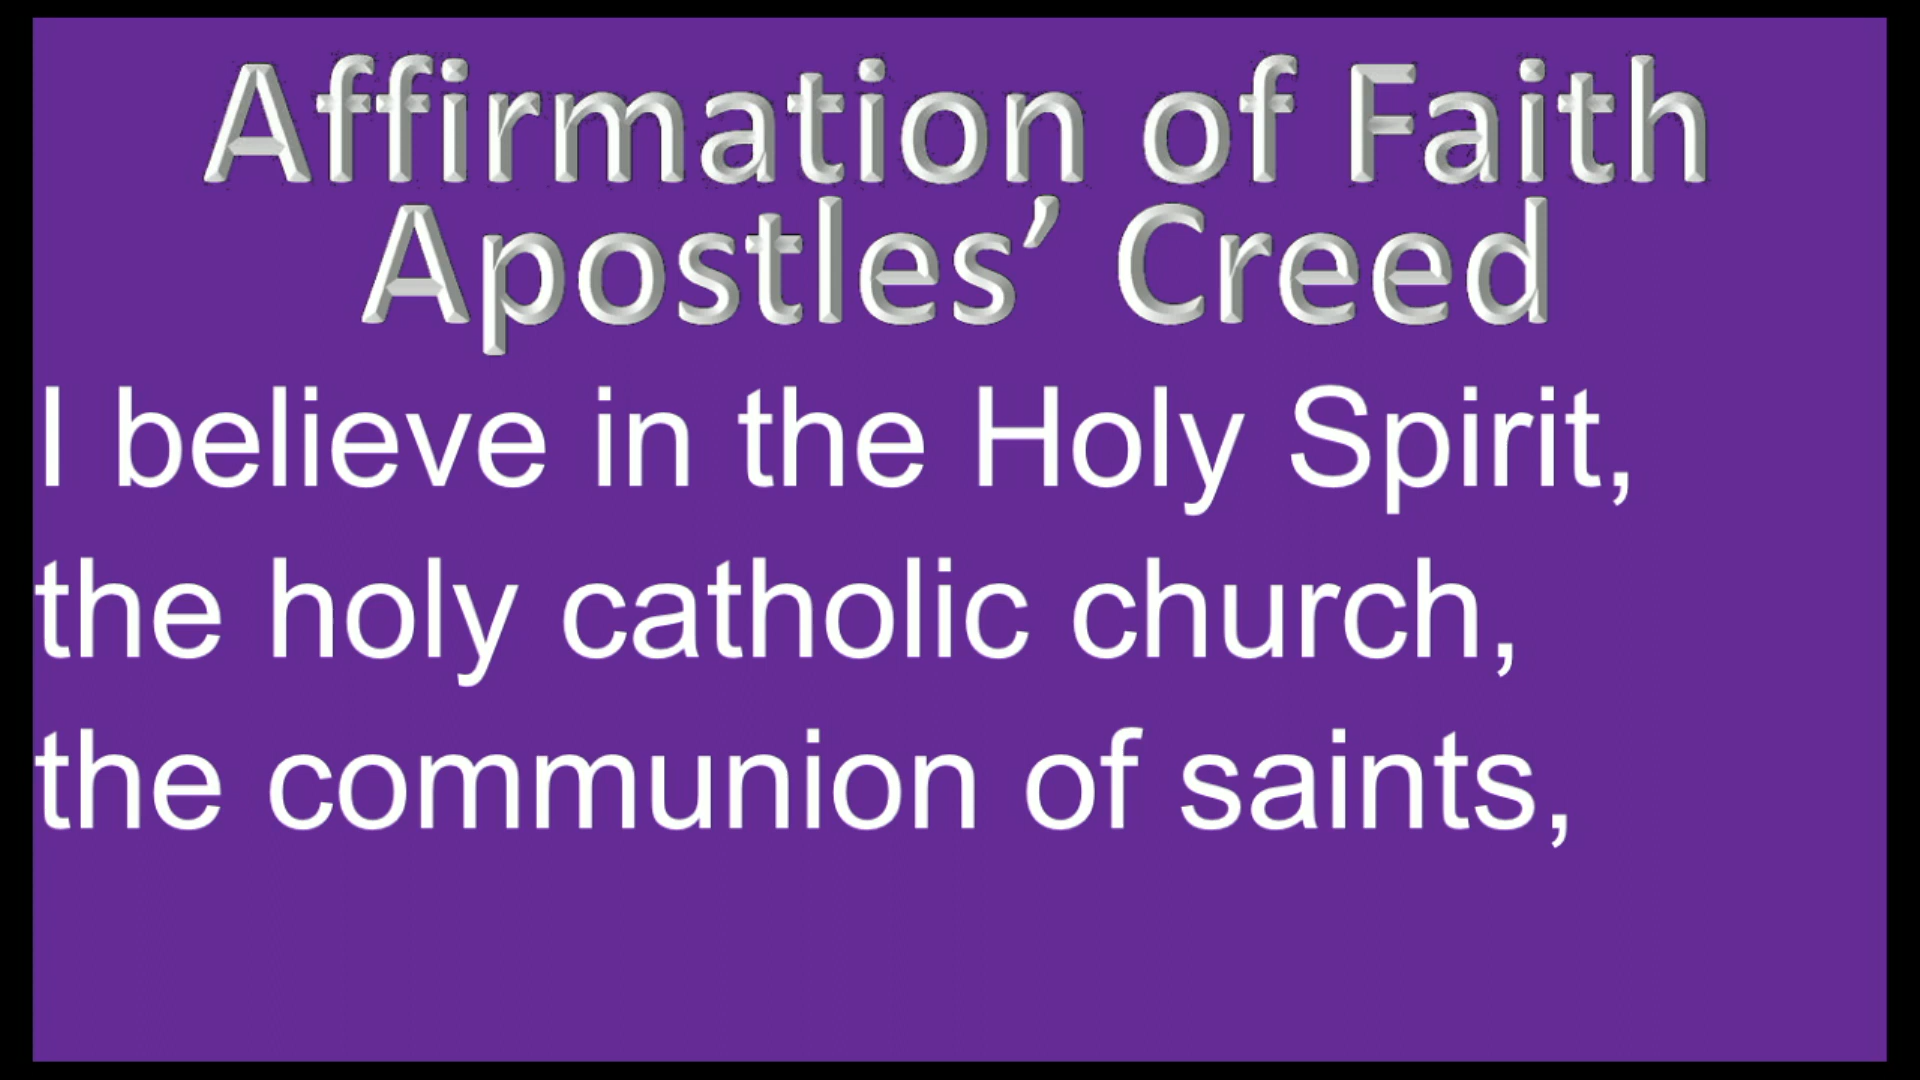 Affirmation of Faith
Apostles’ Creed
I believe in the Holy Spirit,
the holy catholic church,
the communion of saints,